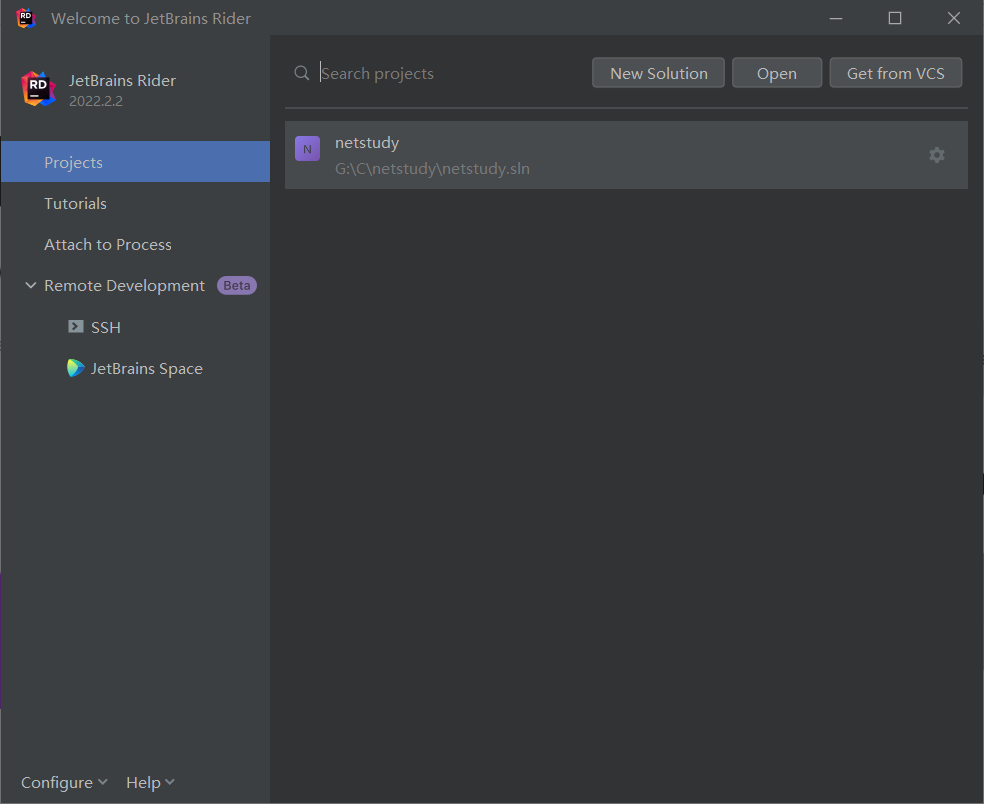 Welcome to JetBrains Rider
RD
JetBrains Rider
2022.2.2
Projects
Tutorials
Attach to Process
Remote Development Beta
SSH
JetBrains Space
Configure Help
Search projects New Solution Open Get from VCS
N netstudy
G:\C\netstudy\netstudy.sln